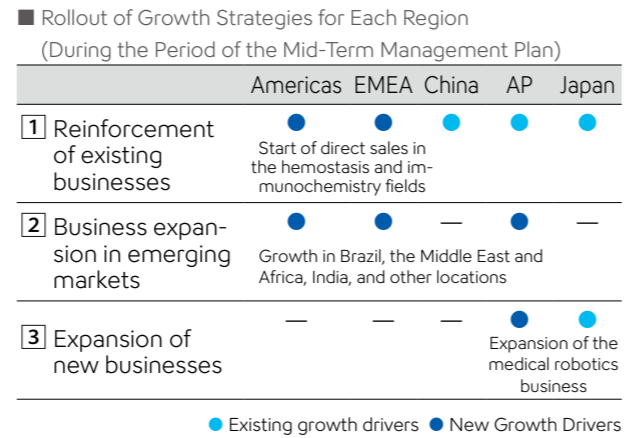 ■ Rollout of Growth Strategies for Each Region
(During the Period of the Mid-Term Management Plan)
Americas EMEA China AP Japan
1 Reinforcement
of existing
businesses
● ● ● ● ●
Start of direct sales in
the hemostasis and im-
munochemistry fields
2 Business expan-
sion in emerging
markets
● ● — ● —
Growth in Brazil, the Middle East and
Africa, India, and other locations
3 Expansion of
new businesses
— — — ● ●
Expansion of the
medical robotics
business
● Existing growth drivers ● New Growth Drivers